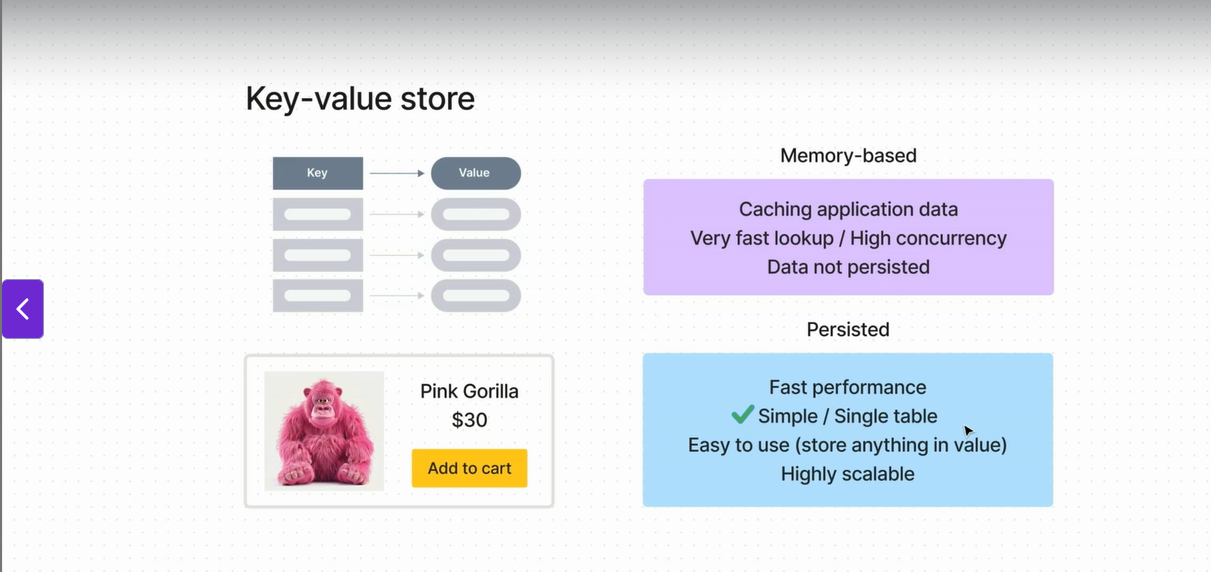 Key-value store
Key
Value
Memory-based
Caching application data
Very fast lookup / High concurrency
Data not persisted
Persisted
Fast performance
Simple / Single table
Easy to use (store anything in value)
Highly scalable
Pink Gorilla
$30
Add to cart